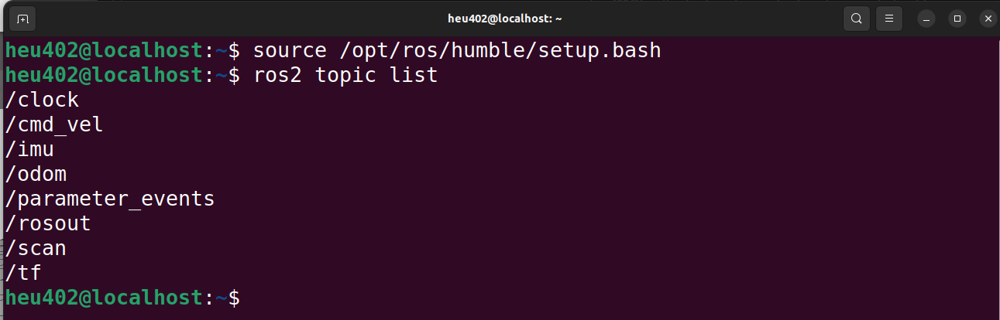 heu402@localhost: ~
heu402@localhost:~$ source /opt/ros/humble/setup.bash
heu402@localhost:~$ ros2 topic list
/clock
/cmd_vel
/imu
/odom
/parameter_events
/rosout
/scan
/tf
heu402@localhost:~$